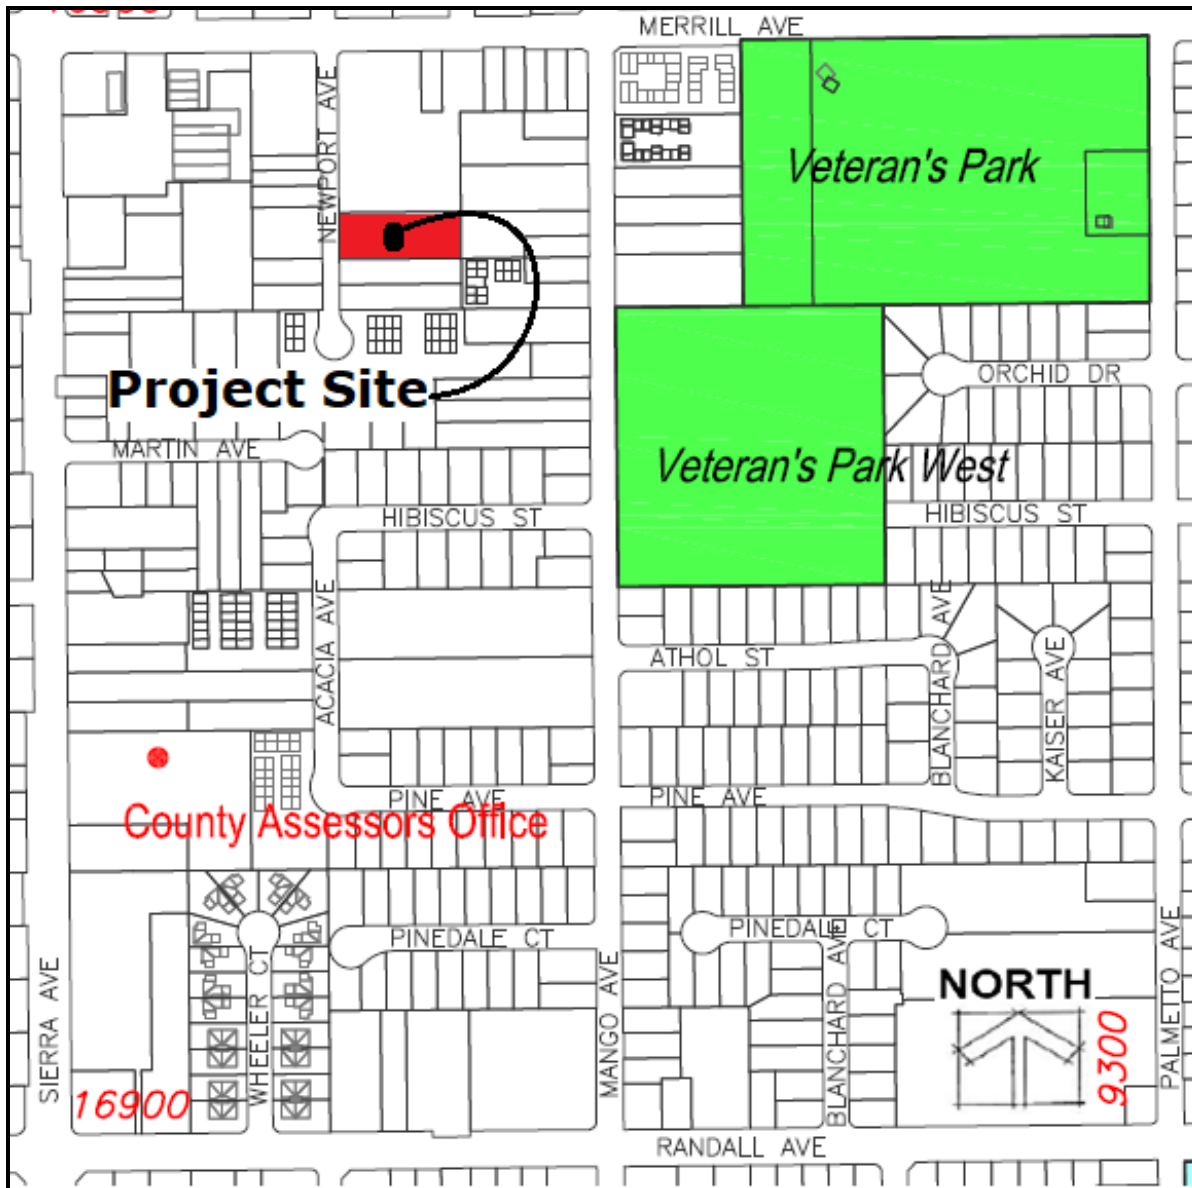 MERRILL AVE
NEWPORT AVE
Veteran's Park
Project Site
ORCHID DR
MARTIN AVE
Veteran's Park West
HIBISCUS ST
HIBISCUS ST
ACACIA AVE
ATHOL ST
BLANCHARD AVE
KAISER AVE
PINE AVE
PINE AVE
County Assessors Office
PINEDALE CT
PINEDALE CT
SIERRA AVE
WHEELER CT
MANGO AVE
BLANCHARD AVE
NORTH
PALMETTO AVE
9300
16900
RANDALL AVE